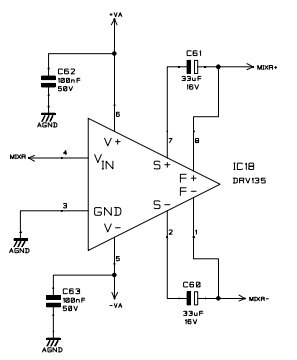 +VA
C61
C62
100nF
50V
33uF
16V
MIXR+
AGND
6
7
8
V+
IC18
DRV135
MIXR
4
VIN
S+
F+
F-
3
GND
S-
V-
AGND
5
2
1
C63
100nF
50V
-VA
C60
MIXR-
33uF
16V
AGND